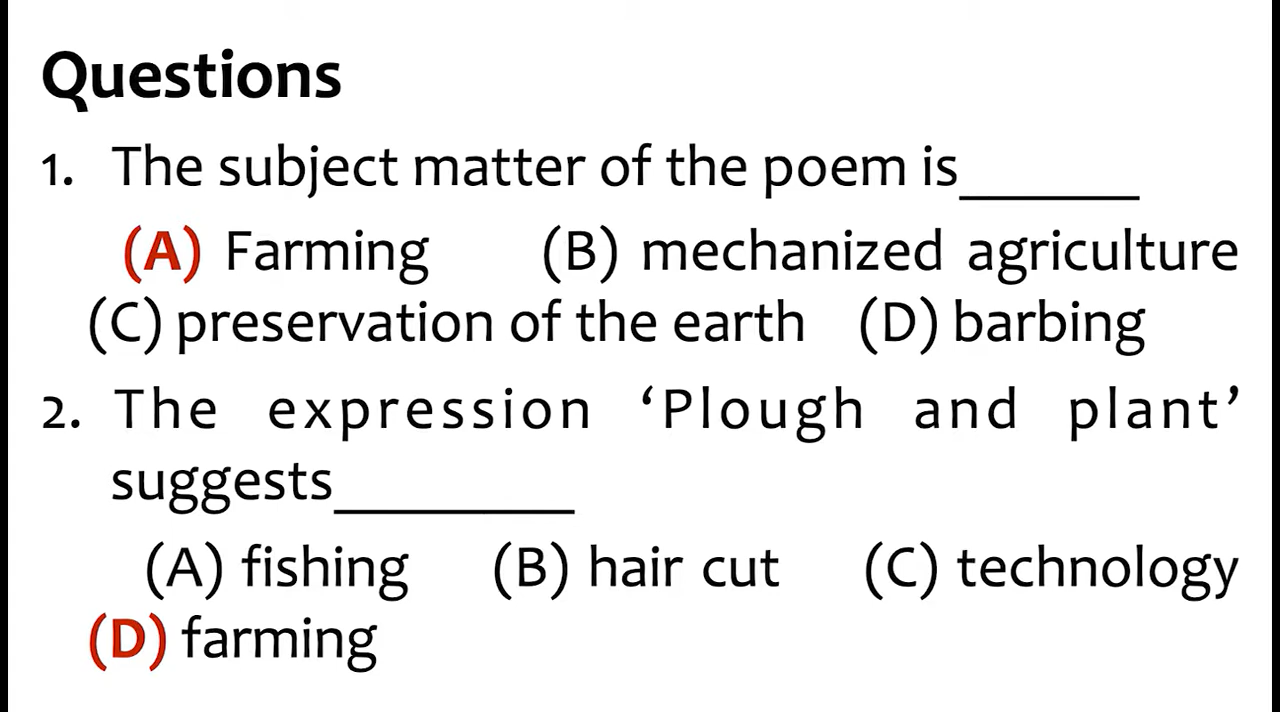 Questions
1. The subject matter of the poem is______
(A) Farming (B) mechanized agriculture
(C) preservation of the earth (D) barbing
2. The expression ‘Plough and plant’
suggests________
(A) fishing (B) hair cut (C) technology
(D) farming